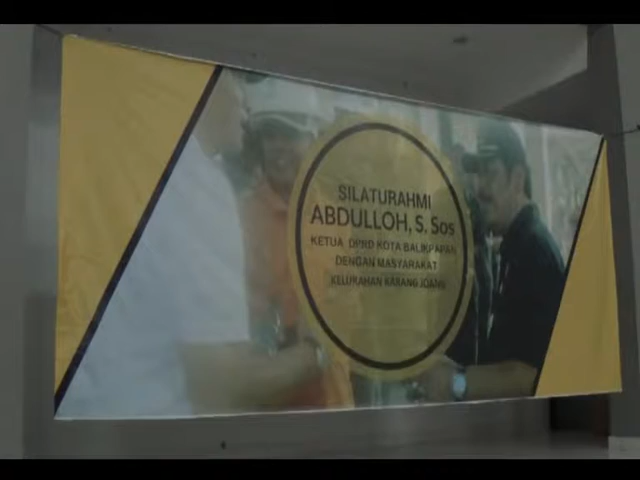 SILATURAHMI
ABDULLOH, S. Sos
KETUA DPRD KOTA BALIKPAPAN
DENGAN MASYARAKAT
KELURAHAN KARANG JOANG